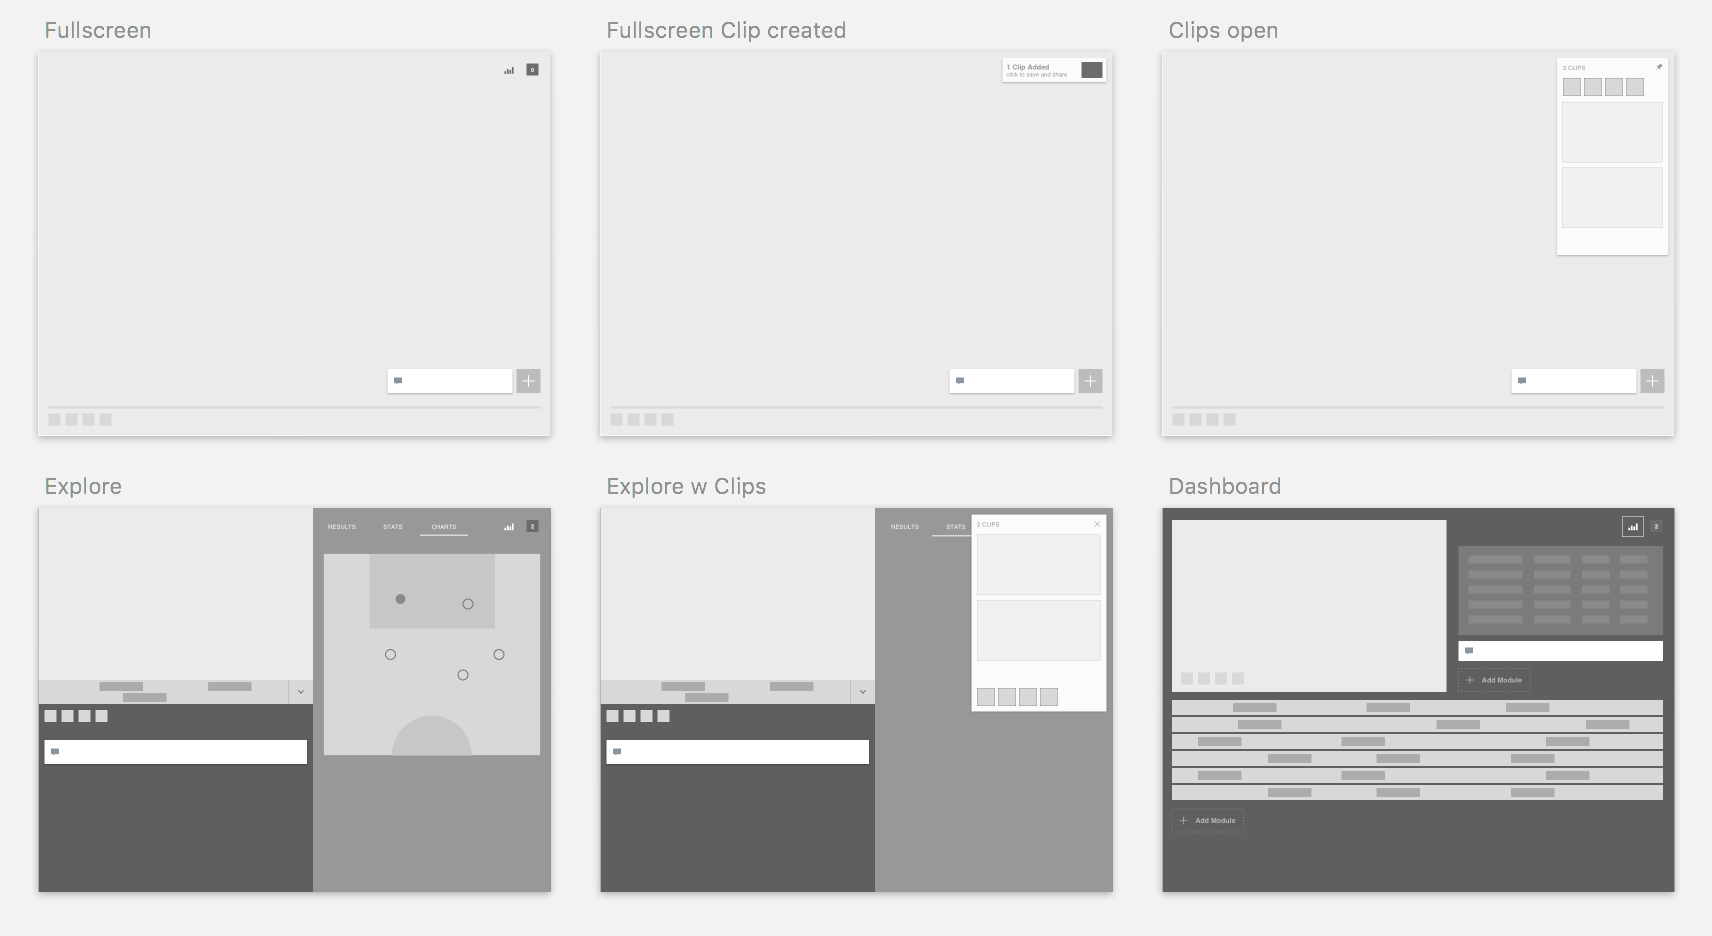 Fullscreen
0
Fullscreen Clip created
1 Clip Added
click to save and share
Clips open
2 CLIPS
Explore
RESULTS STATS CHARTS 2
Explore w Clips
RESULTS STATS
2 CLIPS
Dashboard
2
Add Module
Add Module